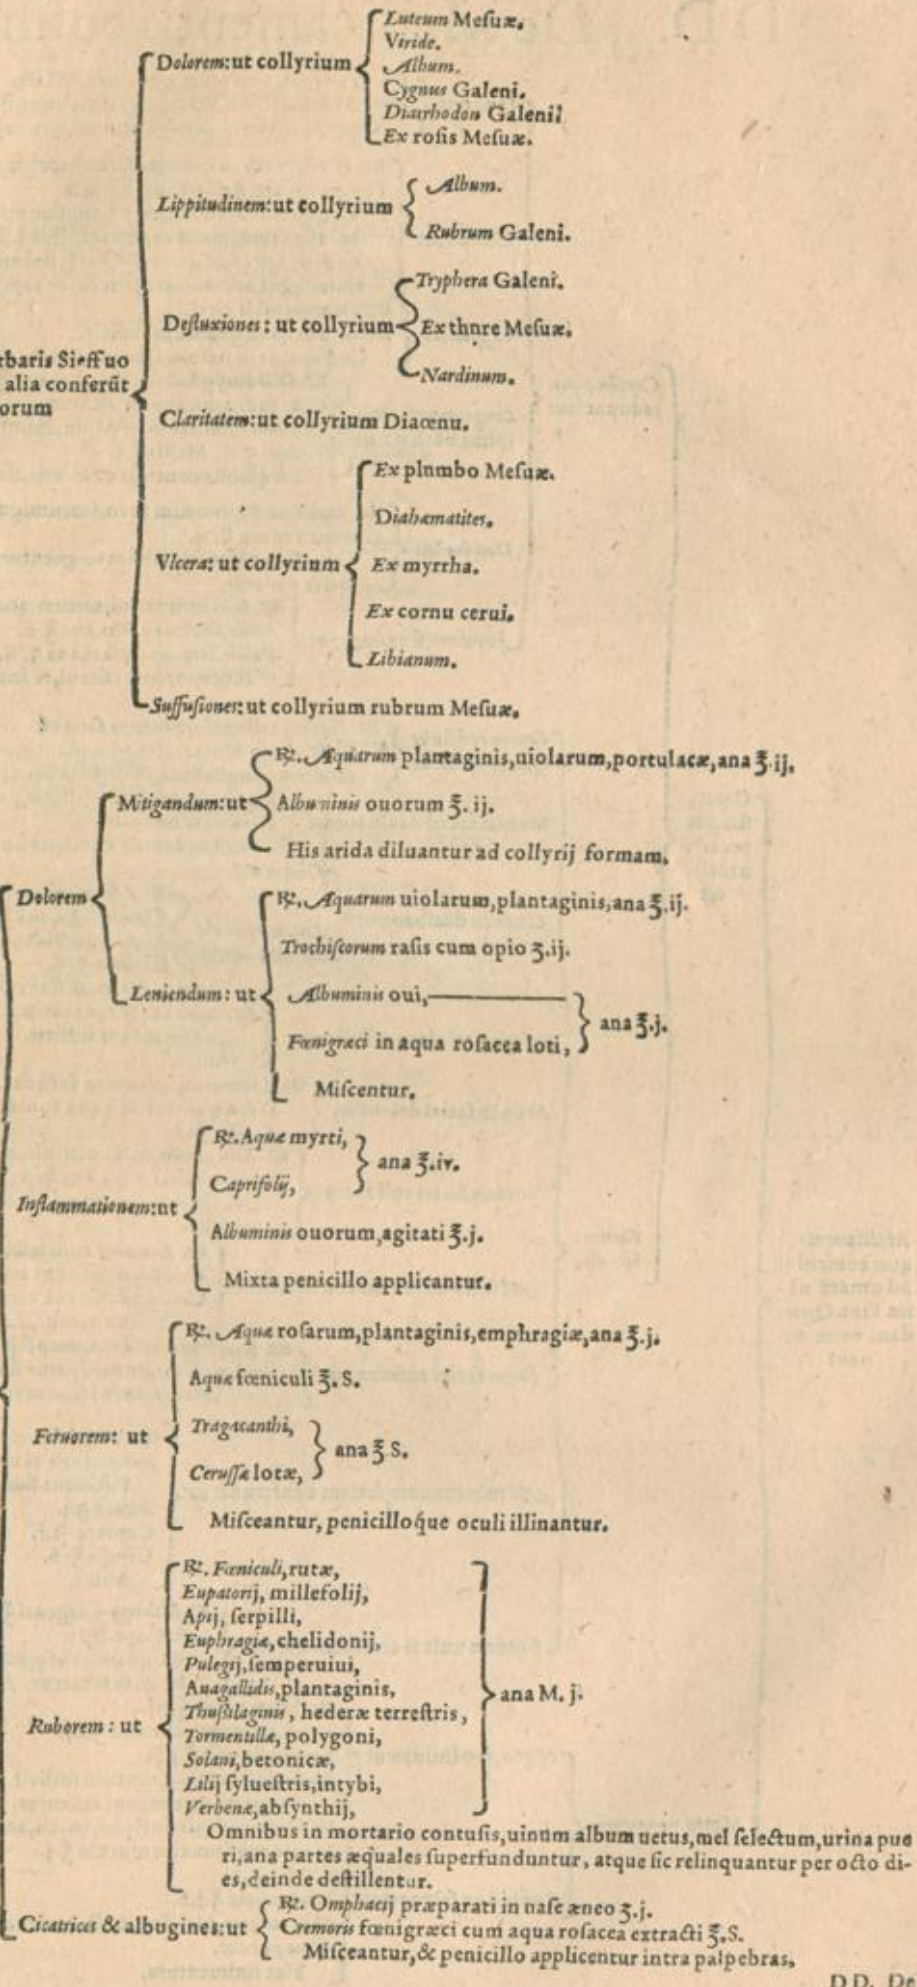 Luteum Mesuæ.
Viride.
Dolorem: ut collyrium
Album.
Cygnus Galeni.
Diarrhodon Galeni.
Ex rosis Mesuæ.
Album.
Lippitudinem: ut collyrium
Rubrum Galeni.
Tryphera Galeni.
Defluxiones: ut collyrium
Ex thure Mesuæ.
rbaris Sieff uo
alia conferūt
orum
Nardinum.
Claritatem: ut collyrium Diacenu.
Ex plumbo Mesuæ.
Diahæmatites.
Vlcera: ut collyrium
Ex myrrha.
Ex cornu cerui.
Libianum.
Suffusiones: ut collyrium rubrum Mesuæ.
℞. Aquarum plantaginis, uiolarum, portulacæ, ana ℥.ij.
Mitigandum: ut
Albuminis ouorum ℥. ij.
His arida diluantur ad collyrij formam.
Dolorem
℞. Aquarum uiolarum, plantaginis, ana ℥.ij.
Trochiscorum rasis cum opio ʒ.ij.
Leniendum: ut
Albuminis oui,
ana ℥.j.
Fœnigræci in aqua rosacea loti,
Miscentur.
℞. Aquæ myrti,
ana ℥.iv.
Caprifolij,
Inflammationem: ut
Albuminis ouorum, agitati ℥.j.
Mixta penicillo applicantur.
℞. Aquæ rosarum, plantaginis, emphragiæ, ana ℥.j.
Aquæ fœniculi ℥. S.
Feruorem: ut
Tragacanthi,
ana ℥ S.
Cerussæ lotæ,
Misceantur, penicilloq́ue oculi illinantur.
℞. Fœniculi, rutæ,
Eupatorij, millefolij,
Apij, serpilli,
Euphragiæ, chelidonij,
Pulegij, semperuiui,
Anagallidis, plantaginis,
ana M. j.
Thussilaginis, hederæ terrestris,
Ruborem: ut
Tormentillæ, polygoni,
Solani, betonicæ,
Lilij syluestris, intybi,
Verbenæ, absynthij,
Omnibus in mortario contusis, uinum album uetus, mel selectum, urina pue
ri, ana partes æquales superfunduntur, atque sic relinquantur per octo di-
es, deinde destillentur.
℞. Omphacij præparati in uase æneo ʒ.j.
Cicatrices & albugines: ut
Cremoris fœnigræci cum aqua rosacea extracti ℥.S.
Misceantur, & penicillo applicentur intra palpebras.
DD. De